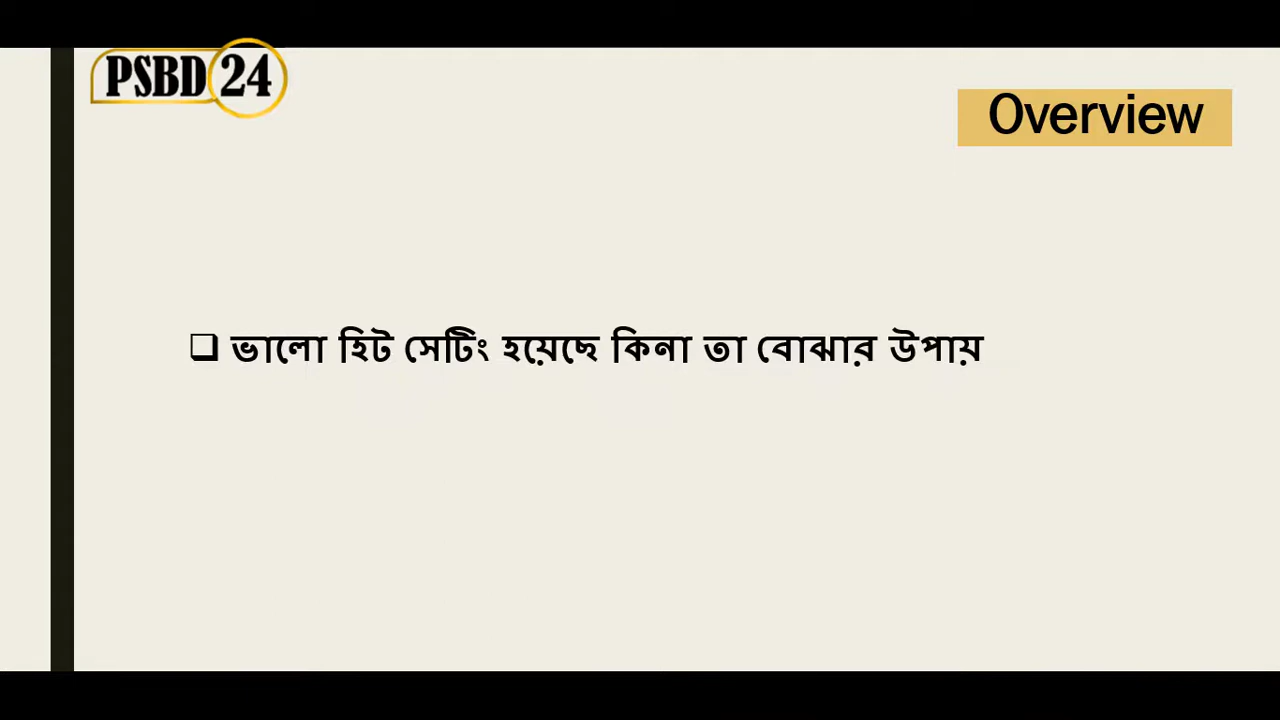 PSBD 24
Overview
ভালো হিট সেটিং হয়েছে কিনা তা বোঝার উপায়